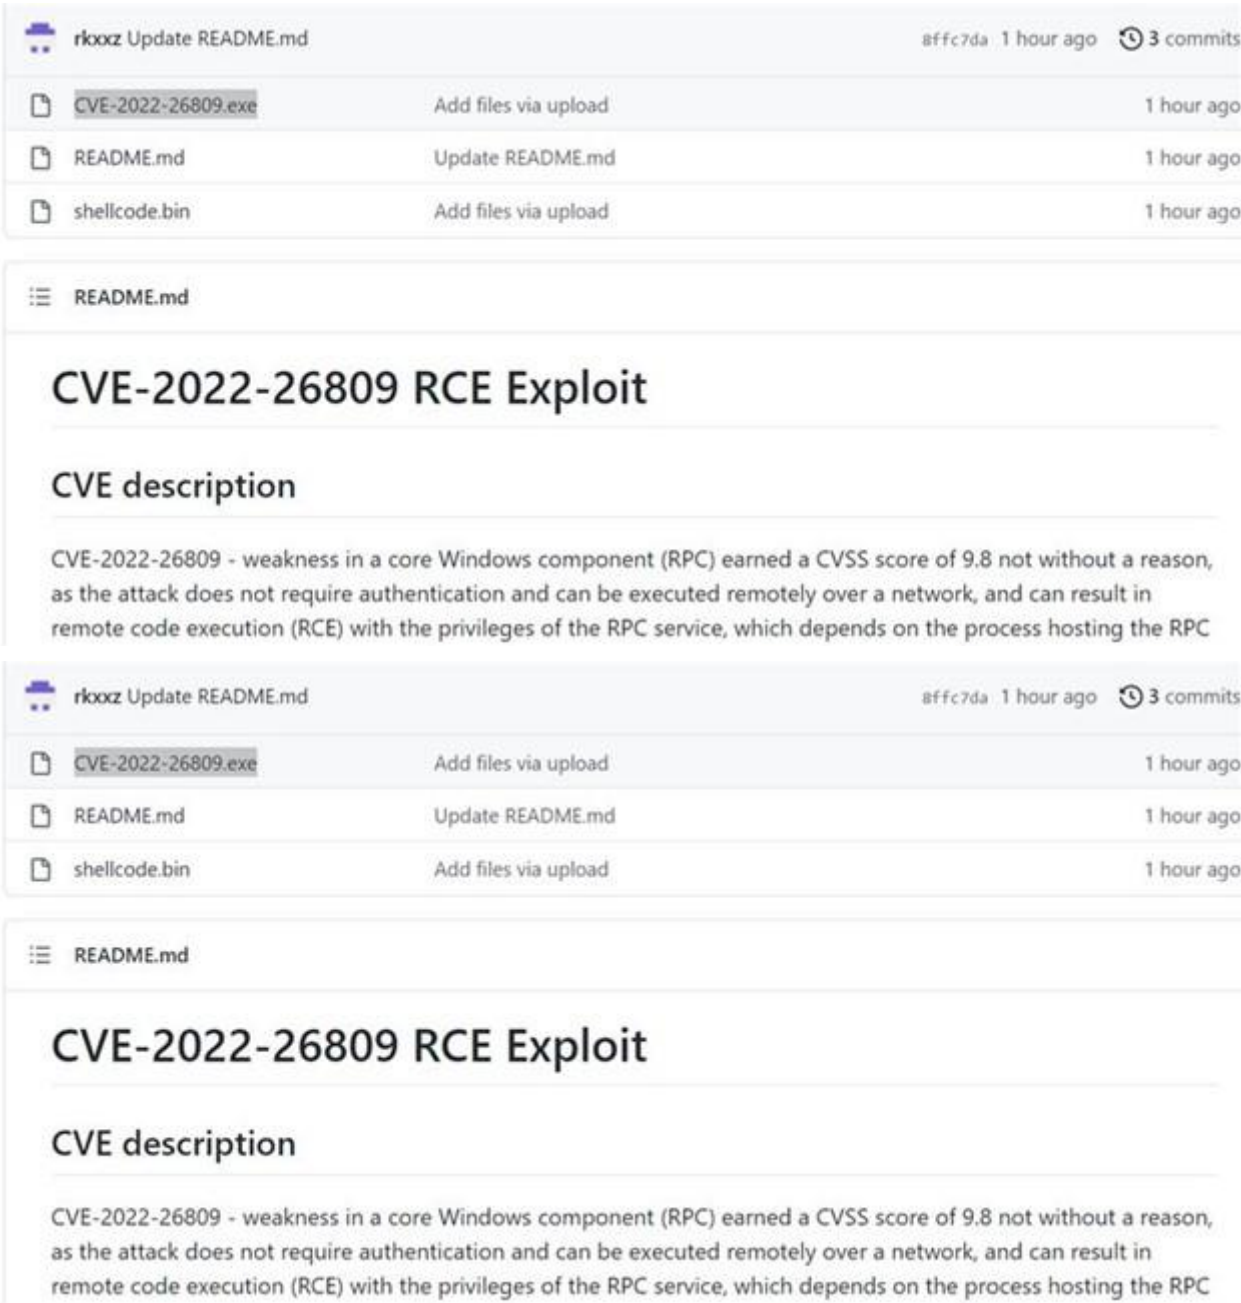 rkxxz Update README.md 8ffc7da 1 hour ago 3 commits
CVE-2022-26809.exe Add files via upload 1 hour ago
README.md Update README.md 1 hour ago
shellcode.bin Add files via upload 1 hour ago
README.md
CVE-2022-26809 RCE Exploit
CVE description
CVE-2022-26809 - weakness in a core Windows component (RPC) earned a CVSS score of 9.8 not without a reason,
as the attack does not require authentication and can be executed remotely over a network, and can result in
remote code execution (RCE) with the privileges of the RPC service, which depends on the process hosting the RPC
rkxxz Update README.md 8ffc7da 1 hour ago 3 commits
CVE-2022-26809.exe Add files via upload 1 hour ago
README.md Update README.md 1 hour ago
shellcode.bin Add files via upload 1 hour ago
README.md
CVE-2022-26809 RCE Exploit
CVE description
CVE-2022-26809 - weakness in a core Windows component (RPC) earned a CVSS score of 9.8 not without a reason,
as the attack does not require authentication and can be executed remotely over a network, and can result in
remote code execution (RCE) with the privileges of the RPC service, which depends on the process hosting the RPC